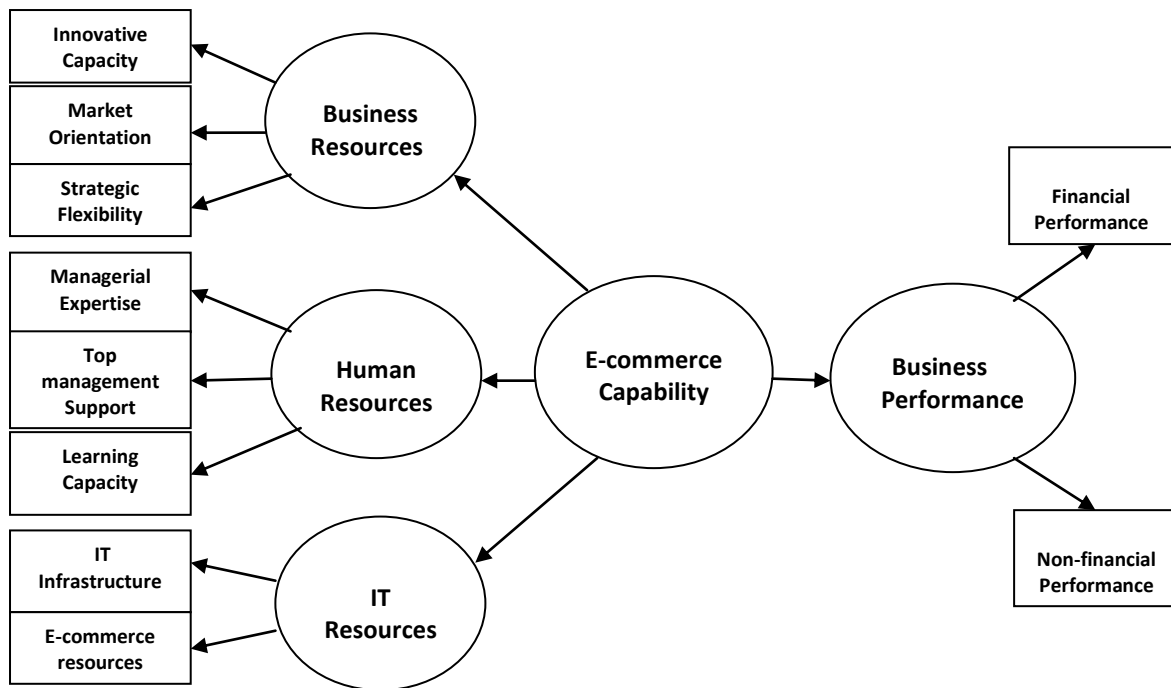 Innovative
Capacity
Market
Orientation
Strategic
Flexibility
Managerial
Expertise
Top
management
Support
Learning
Capacity
IT
Infrastructure
E-commerce
resources
Business
Resources
Human
Resources
IT
Resources
E-commerce
Capability
Business
Performance
Financial
Performance
Non-financial
Performance